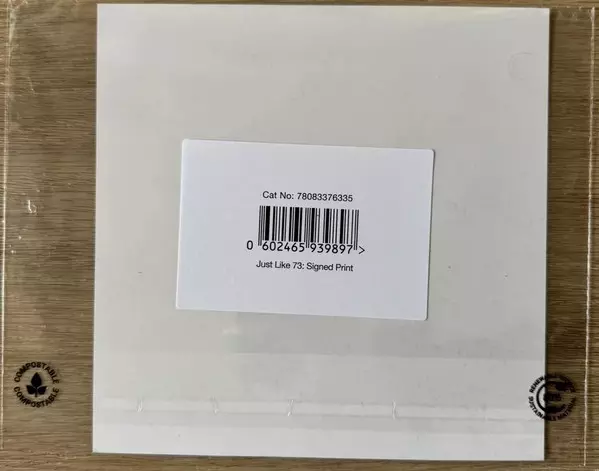 Cat No: 78083376335
0 602465 939897 >
Just Like 73: Signed Print
COMPOSTABLE
COMPOSTABLE